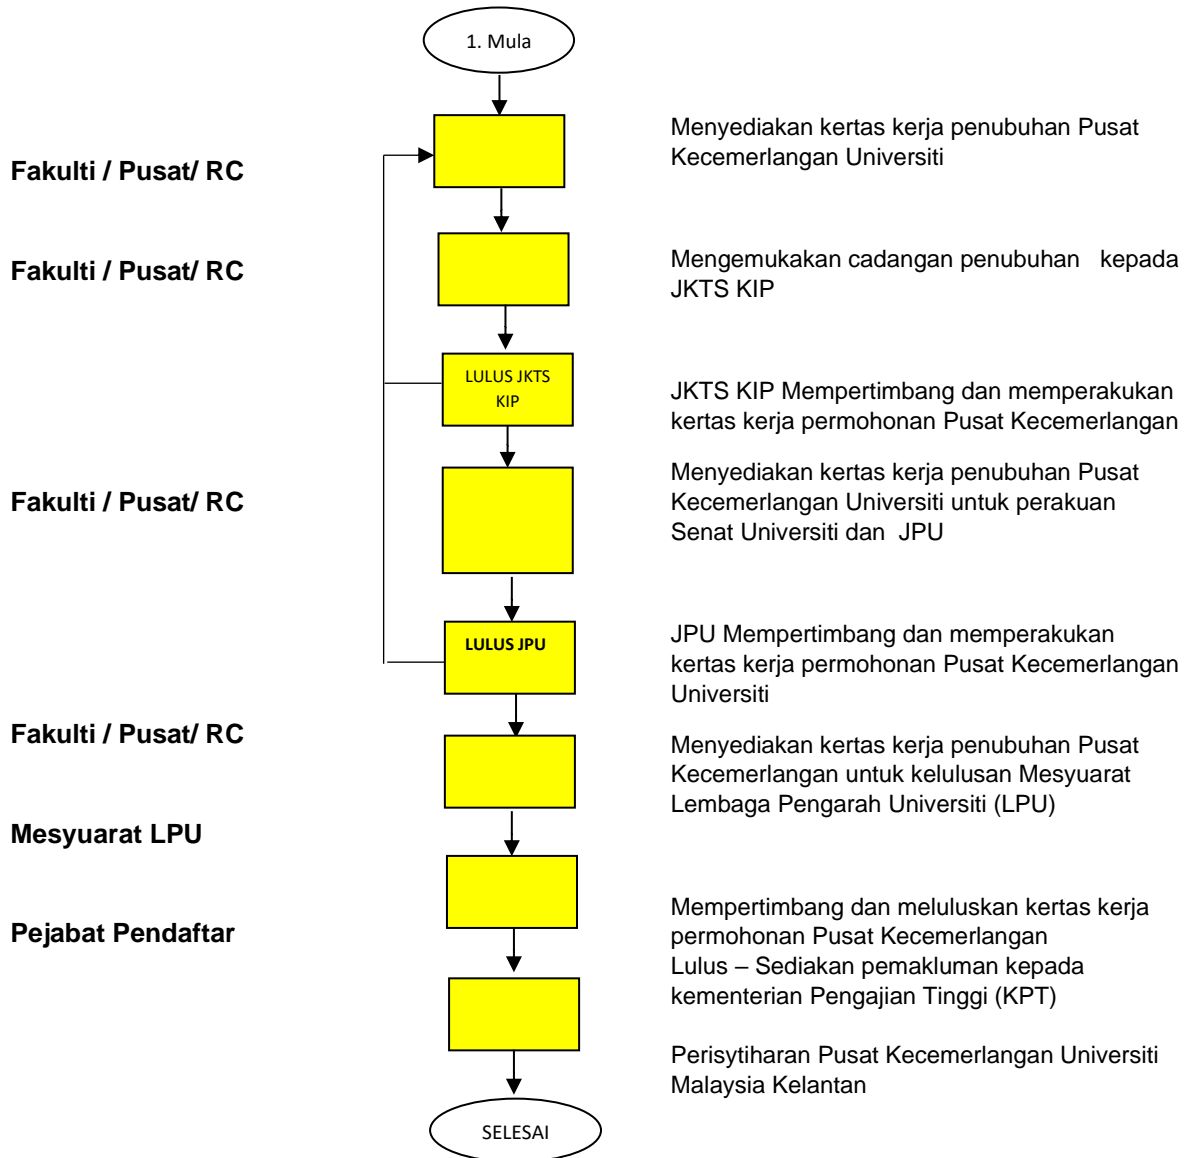 1. Mula
Fakulti / Pusat/ RC
Menyediakan kertas kerja penubuhan Pusat
Kecemerlangan Universiti
Fakulti / Pusat/ RC
Mengemukakan cadangan penubuhan   kepada
JKTS KIP
LULUS JKTS
KIP
JKTS KIP Mempertimbang dan memperakukan
kertas kerja permohonan Pusat Kecemerlangan
Fakulti / Pusat/ RC
Menyediakan kertas kerja penubuhan Pusat
Kecemerlangan Universiti untuk perakuan
Senat Universiti dan  JPU
LULUS JPU
JPU Mempertimbang dan memperakukan
kertas kerja permohonan Pusat Kecemerlangan
Universiti
Fakulti / Pusat/ RC
Menyediakan kertas kerja penubuhan Pusat
Kecemerlangan untuk kelulusan Mesyuarat
Lembaga Pengarah Universiti (LPU)
Mesyuarat LPU
Pejabat Pendaftar
Mempertimbang dan meluluskan kertas kerja
permohonan Pusat Kecemerlangan
Lulus – Sediakan pemakluman kepada
kementerian Pengajian Tinggi (KPT)
Perisytiharan Pusat Kecemerlangan Universiti
Malaysia Kelantan
SELESAI